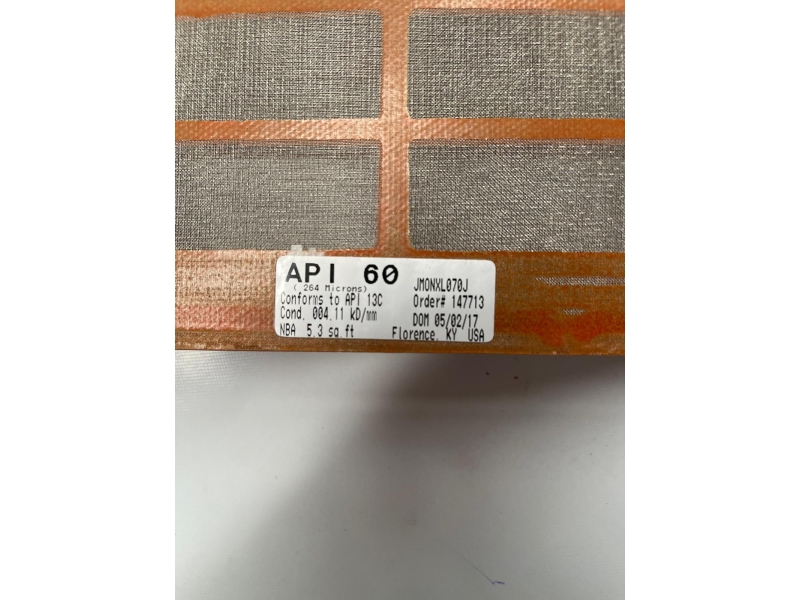 API 60
( 264 Microns)
Conforms to API 13C
Cond. 004.11 kD/mm
NBA 5.3 sq.ft
JMONXL070J
Order# 147713
DOM 05/02/17
Florence, KY USA